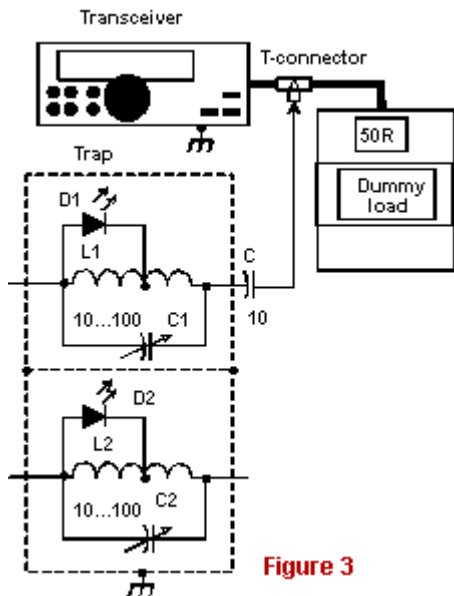 Transceiver
T-connector
50R
Dummy
load
Trap
D1
L1
C
10...100
C1
10
D2
L2
10...100
C2
Figure 3